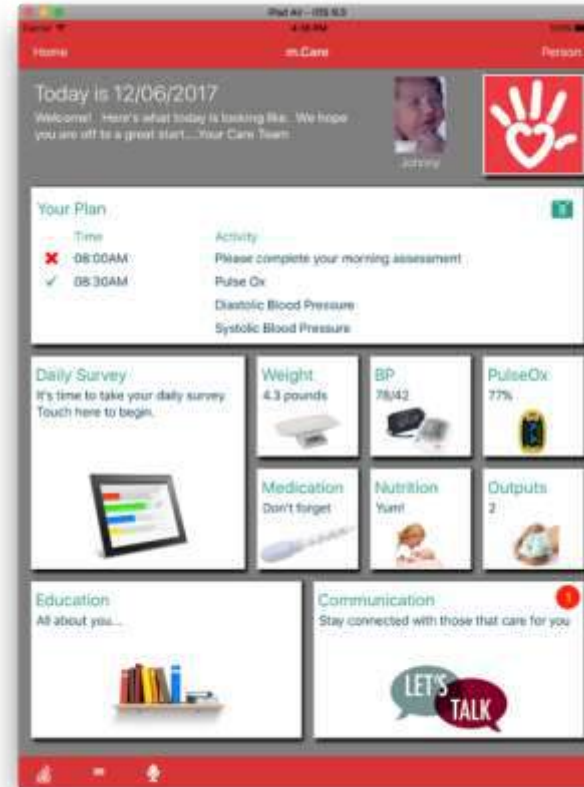 iPad Air - iOS 9.3
4:16 PM
100%
Home
m.Care
Person
Today is 12/06/2017
Welcome! Here's what today is looking like. We hope
you are off to a great start....Your Care Team
Johnny
Your Plan
Time Activity
08:00AM Please complete your morning assessment
08:30AM Pulse Ox
Diastolic Blood Pressure
Systolic Blood Pressure
Daily Survey
It's time to take your daily survey.
Touch here to begin.
Weight
4.3 pounds
BP
78/42
PulseOx
77%
Medication
Don't forget
Nutrition
Yum!
Outputs
2
Education
All about you...
Communication
1
Stay connected with those that care for you
LET'S
TALK